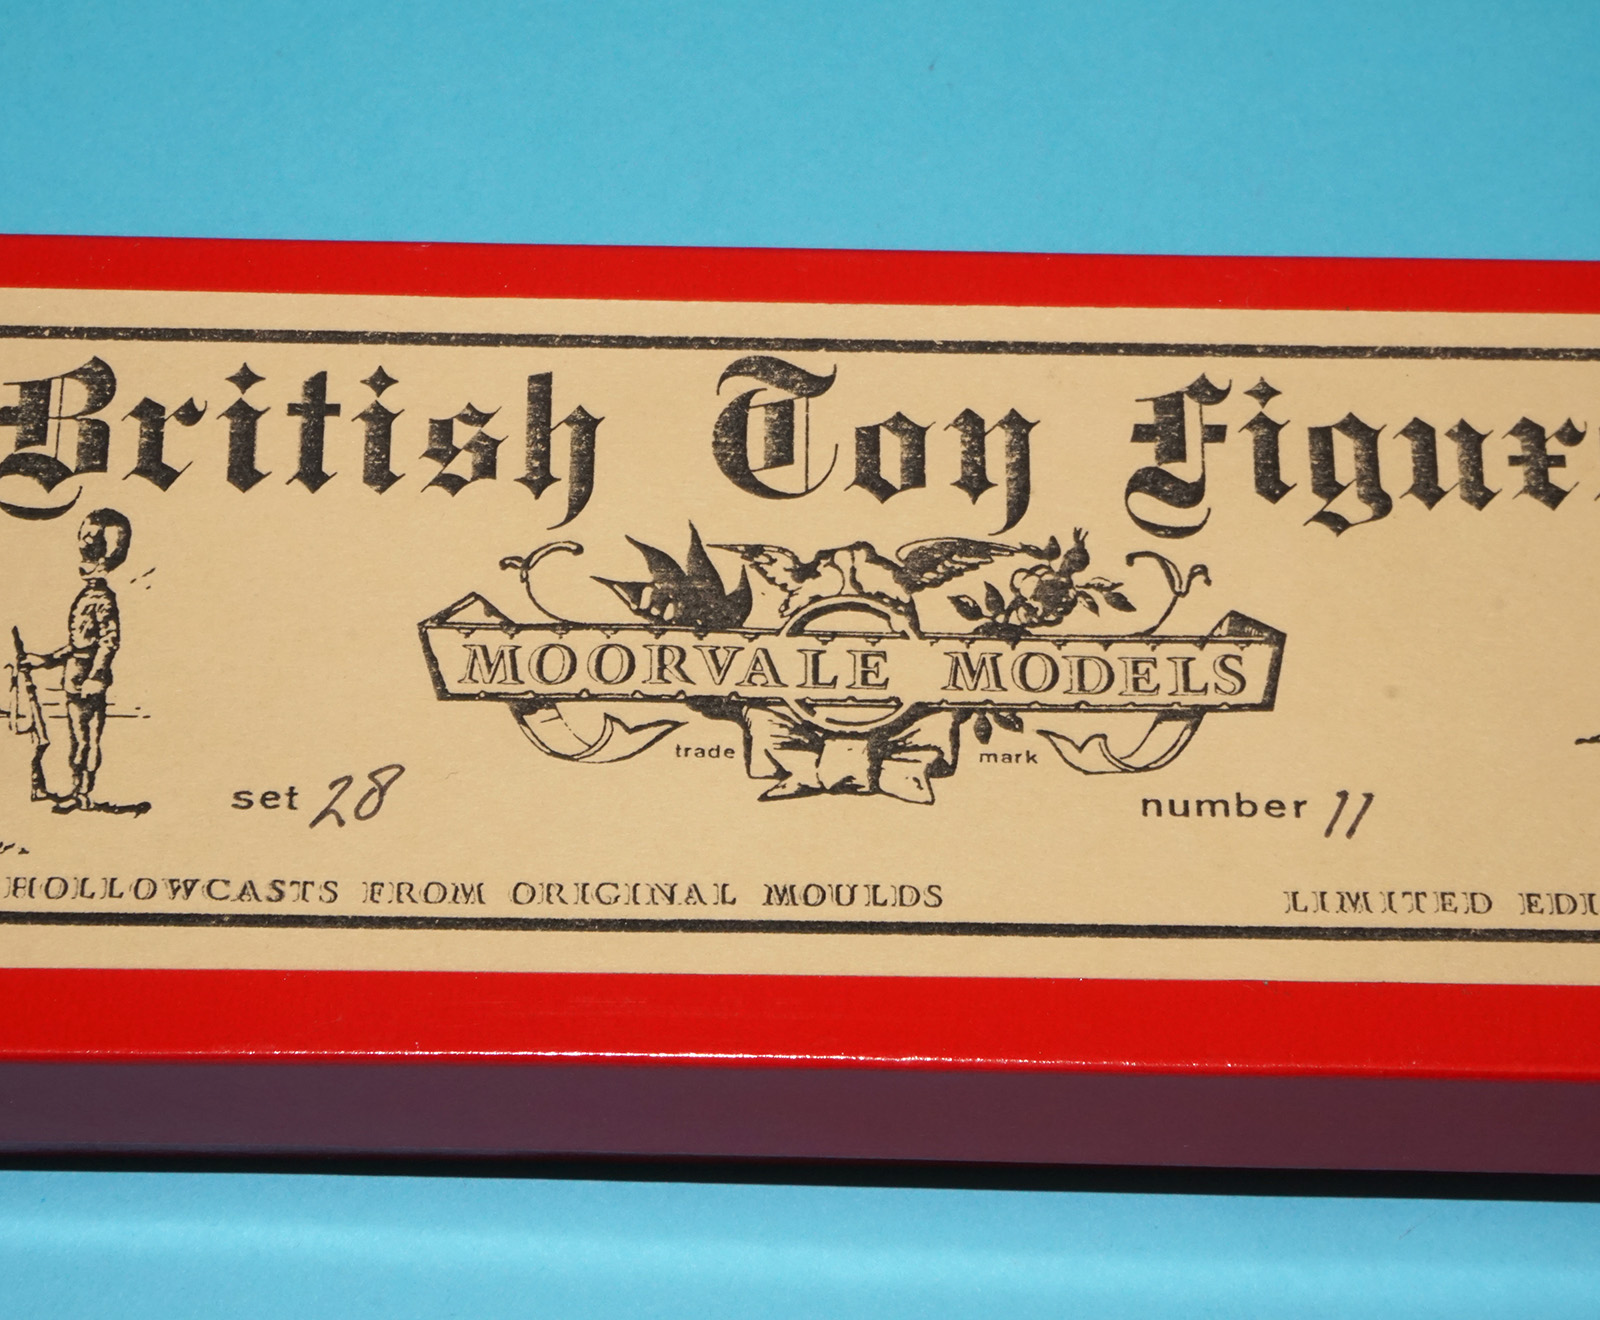 British Toy Figur
MOORVALE MODELS
trade mark
set 28
number 11
HOLLOWCASTS FROM ORIGINAL MOULDS
LIMITED EDI